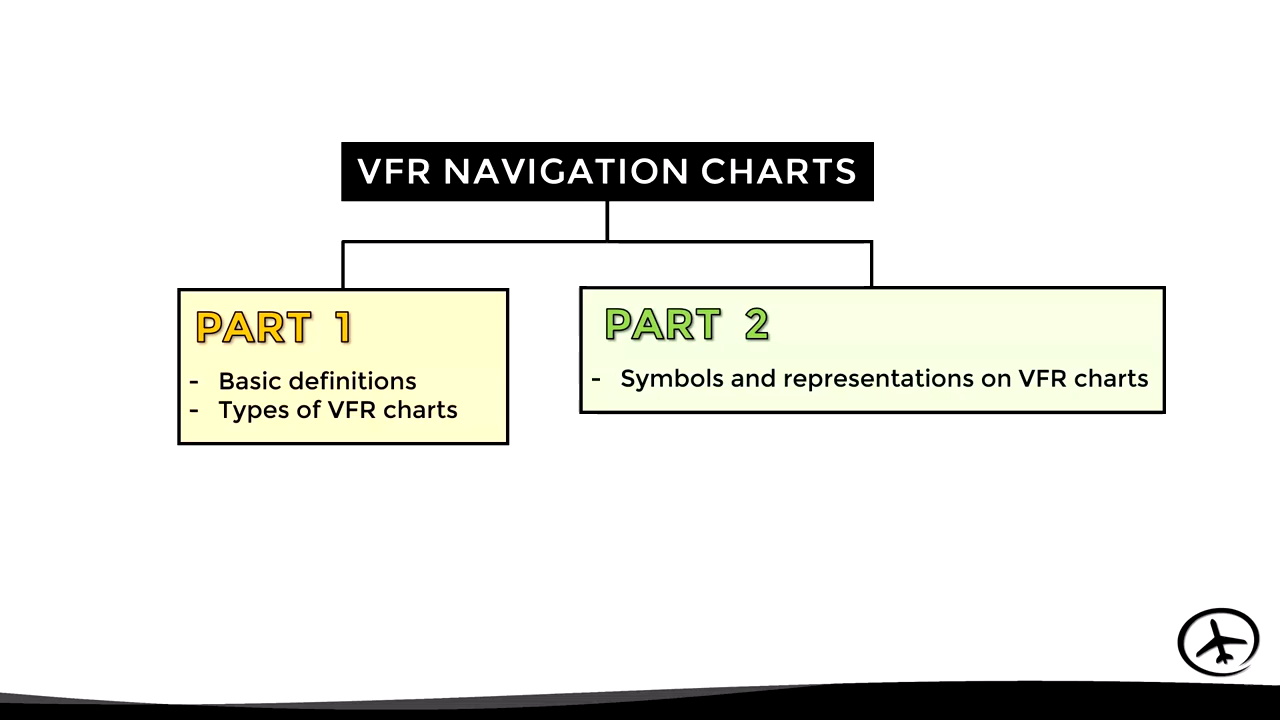 VFR NAVIGATION CHARTS
PART 1
- Basic definitions
- Types of VFR charts
PART 2
- Symbols and representations on VFR charts